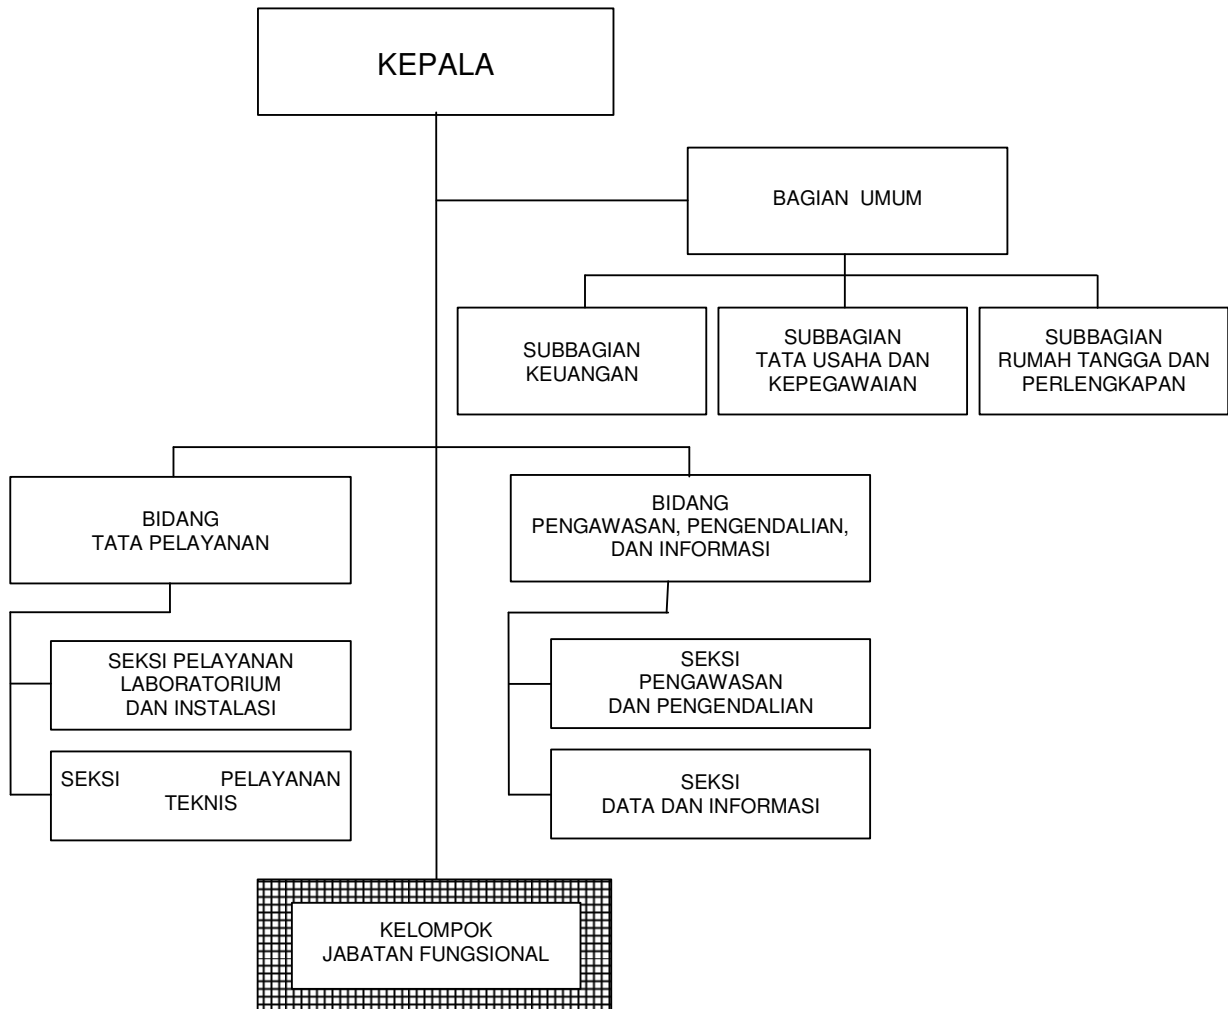 KEPALA
BAGIAN UMUM
SUBBAGIAN
KEUANGAN
SUBBAGIAN
TATA USAHA DAN
KEPEGAWAIAN
SUBBAGIAN
RUMAH TANGGA DAN
PERLENGKAPAN
BIDANG
TATA PELAYANAN
BIDANG
PENGAWASAN, PENGENDALIAN,
DAN INFORMASI
SEKSI PELAYANAN
LABORATORIUM
DAN INSTALASI
SEKSI PELAYANAN
TEKNIS
SEKSI
PENGAWASAN
DAN PENGENDALIAN
SEKSI
DATA DAN INFORMASI
KELOMPOK
JABATAN FUNGSIONAL